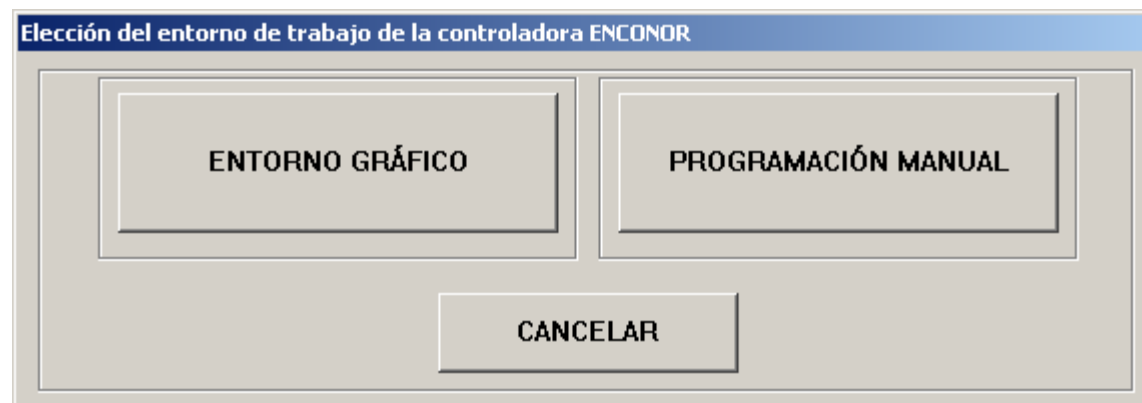 Elección del entorno de trabajo de la controladora ENCONOR
ENTORNO GRÁFICO
PROGRAMACIÓN MANUAL
CANCELAR